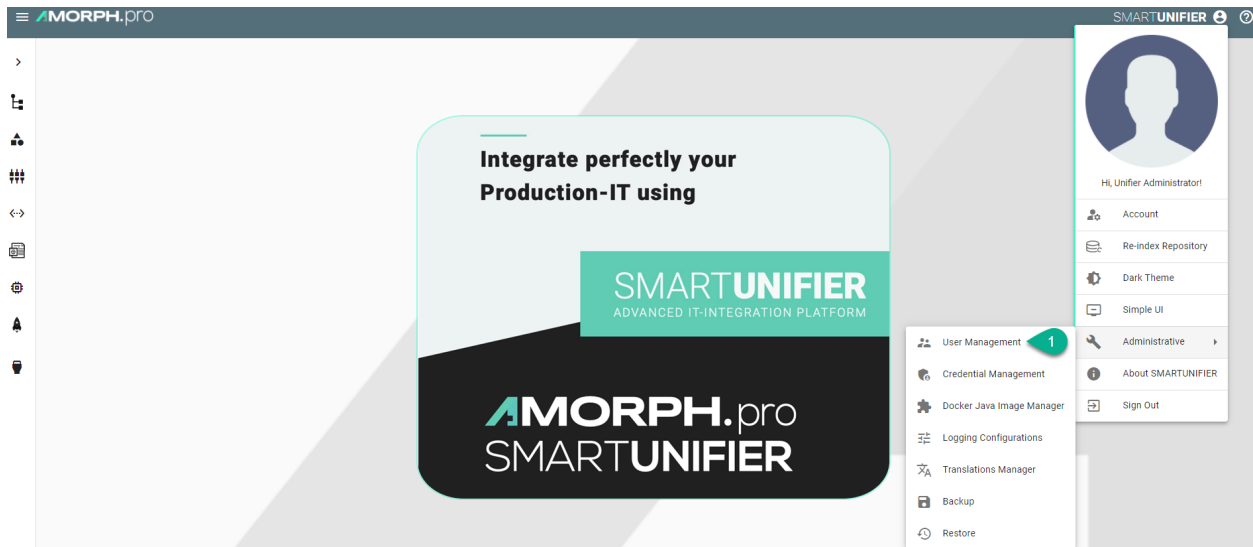 AMORPH.pro
SMARTUNIFIER
Integrate perfectly your
Production-IT using
SMARTUNIFIER
ADVANCED IT-INTEGRATION PLATFORM
AMORPH.pro
SMARTUNIFIER
Hi, Unifier Administrator!
Account
Re-index Repository
Dark Theme
Simple UI
Administrative
About SMARTUNIFIER
Sign Out
User Management 1
Credential Management
Docker Java Image Manager
Logging Configurations
Translations Manager
Backup
Restore